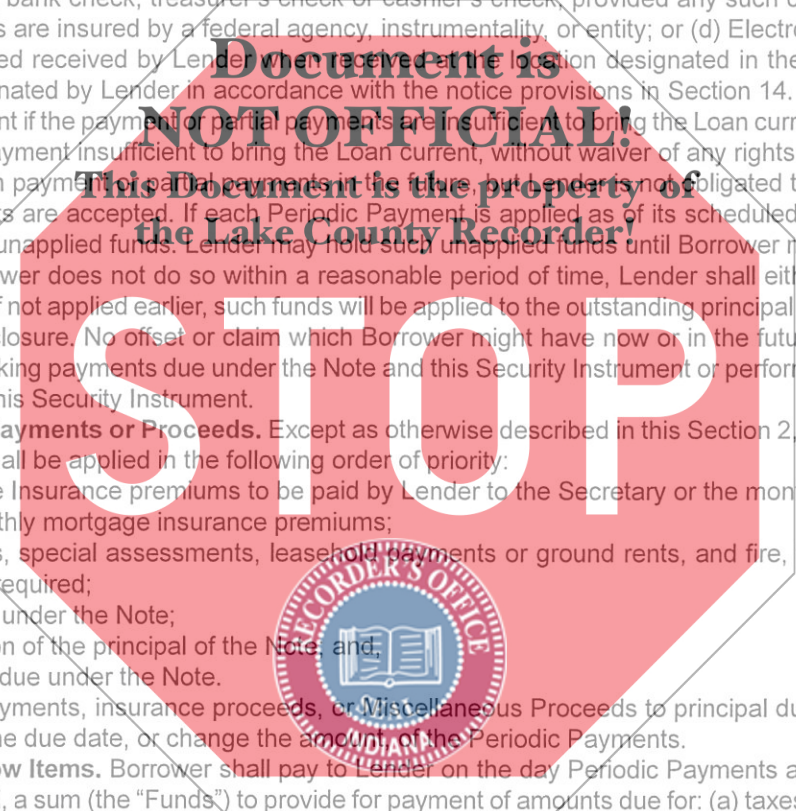 bank check, treasurer's check or cashier's check, provided any such
s are insured by a federal agency, instrumentality, or entity; or (d) Electro
ed received by Lender when received at the location designated in the
nated by Lender in accordance with the notice provisions in Section 14.
nt if the payment or partial payments are insufficient to bring the Loan curr
ayment insufficient to bring the Loan current, without waiver of any rights
payment or partial payments in the future, but Lender is not obligated t
s are accepted. If each Periodic Payment is applied as of its scheduled
unapplied funds. Lender may hold such unapplied funds until Borrower
wer does not do so within a reasonable period of time, Lender shall eith
f not applied earlier, such funds will be applied to the outstanding principal
closure. No offset or claim which Borrower might have now or in the futu
king payments due under the Note and this Security Instrument or perform
his Security Instrument.
ayments or Proceeds. Except as otherwise described in this Section 2,
all be applied in the following order of priority:
e Insurance premiums to be paid by Lender to the Secretary or the mon
thly mortgage insurance premiums;
s, special assessments, leasehold payments or ground rents, and fire,
required;
under the Note;
on of the principal of the Note; and,
due under the Note.
yments, insurance proceeds, or Miscellaneous Proceeds to principal du
he due date, or change the amount, of the Periodic Payments.
ow Items. Borrower shall pay to Lender on the day Periodic Payments a
, a sum (the “Funds”) to provide for payment of amounts due for: (a) taxes
Document is
NOT OFFICIAL!
This Document is the property of
the Lake County Recorder!
STOP
RECORDER'S OFFICE
SEAL
INDIANA